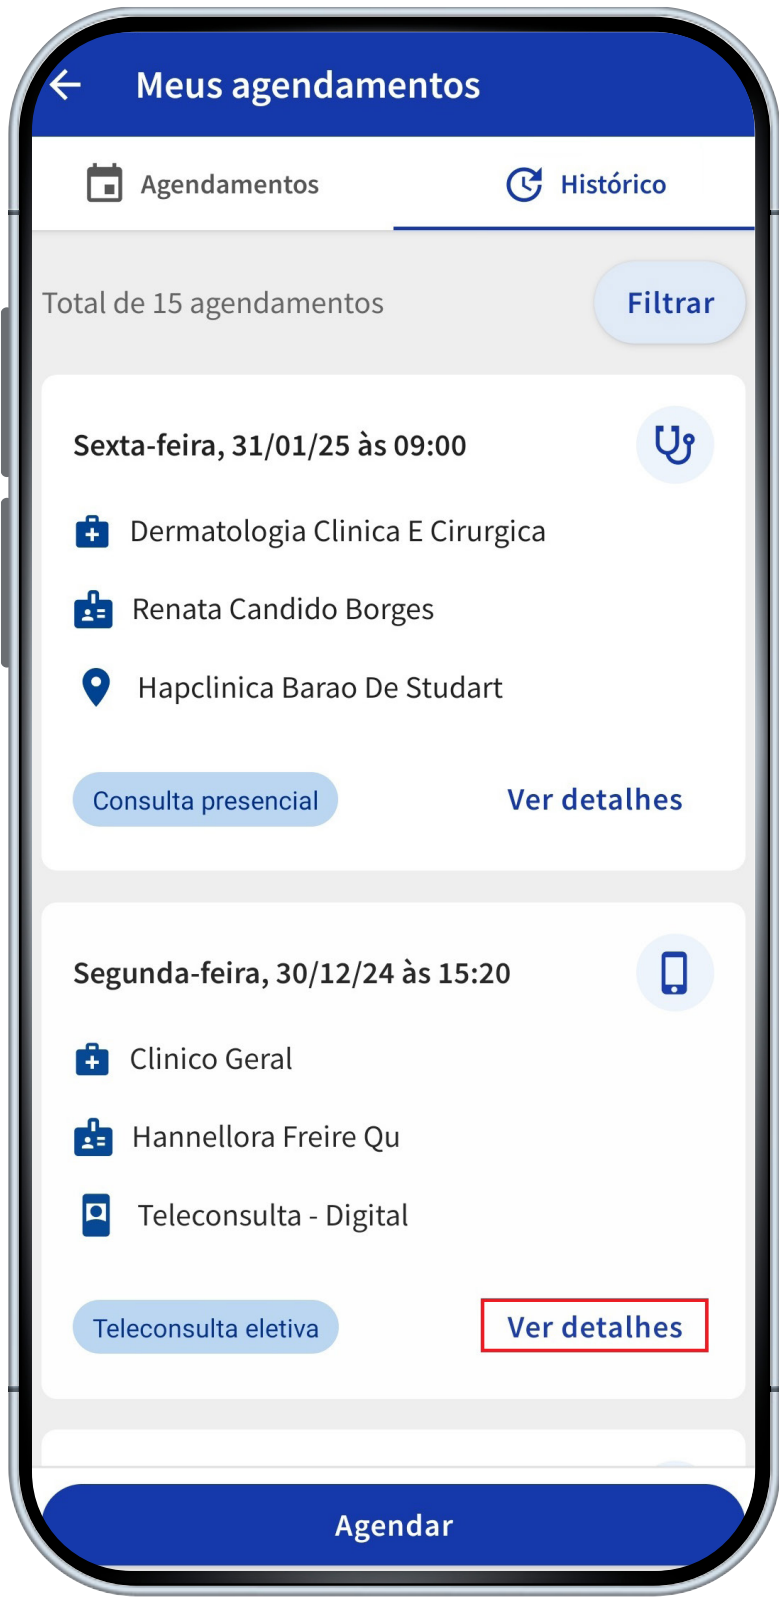 Meus agendamentos
Agendamentos
Histórico
Total de 15 agendamentos
Filtrar
Sexta-feira, 31/01/25 às 09:00
Dermatologia Clinica E Cirurgica
Renata Candido Borges
Hapclinica Barao De Studart
Consulta presencial
Ver detalhes
Segunda-feira, 30/12/24 às 15:20
Clinico Geral
Hannellora Freire Qu
Teleconsulta - Digital
Teleconsulta eletiva
Ver detalhes
Agendar